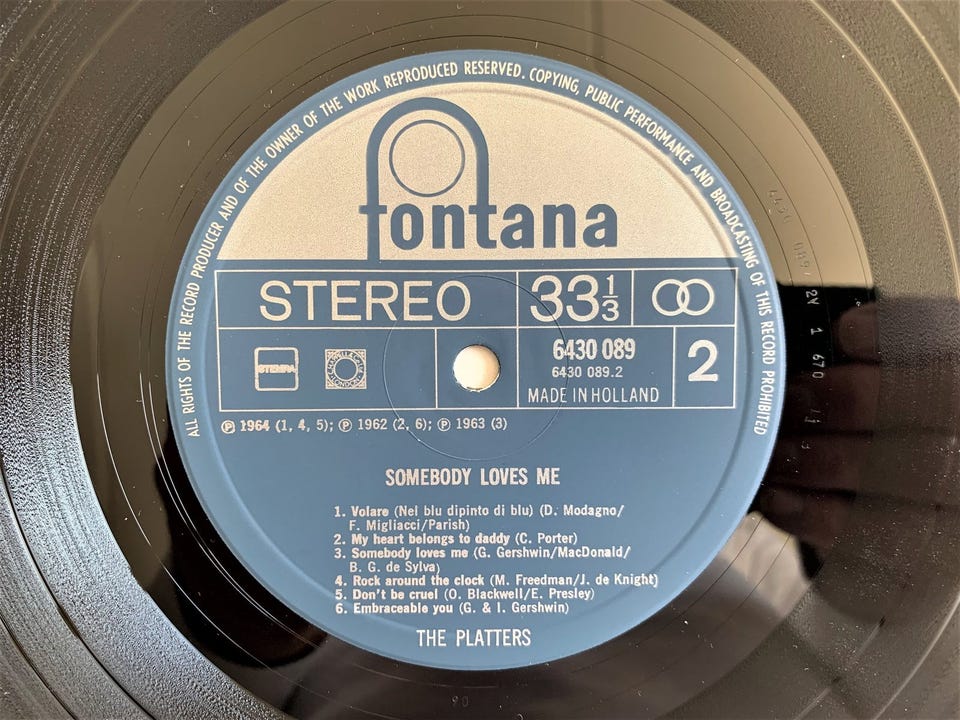 ALL RIGHTS OF THE RECORD PRODUCER AND OF THE OWNER OF THE WORK REPRODUCED RESERVED. COPYING, PUBLIC PERFORMANCE AND BROADCASTING OF THIS RECORD PROHIBITED
fontana
STEREO 33 1/3
STEMRA 6430 089 2
6430 089.2
MADE IN HOLLAND
Ⓟ 1964 (1, 4, 5); Ⓟ 1962 (2, 6); Ⓟ 1963 (3)
SOMEBODY LOVES ME
1. Volare (Nel blu dipinto di blu) (D. Modagno/
F. Migliacci/Parish)
2. My heart belongs to daddy (C. Porter)
3. Somebody loves me (G. Gershwin/MacDonald/
B. G. de Sylva)
4. Rock around the clock (M. Freedman/J. de Knight)
5. Don't be cruel (O. Blackwell/E. Presley)
6. Embraceable you (G. & I. Gershwin)
THE PLATTERS
670